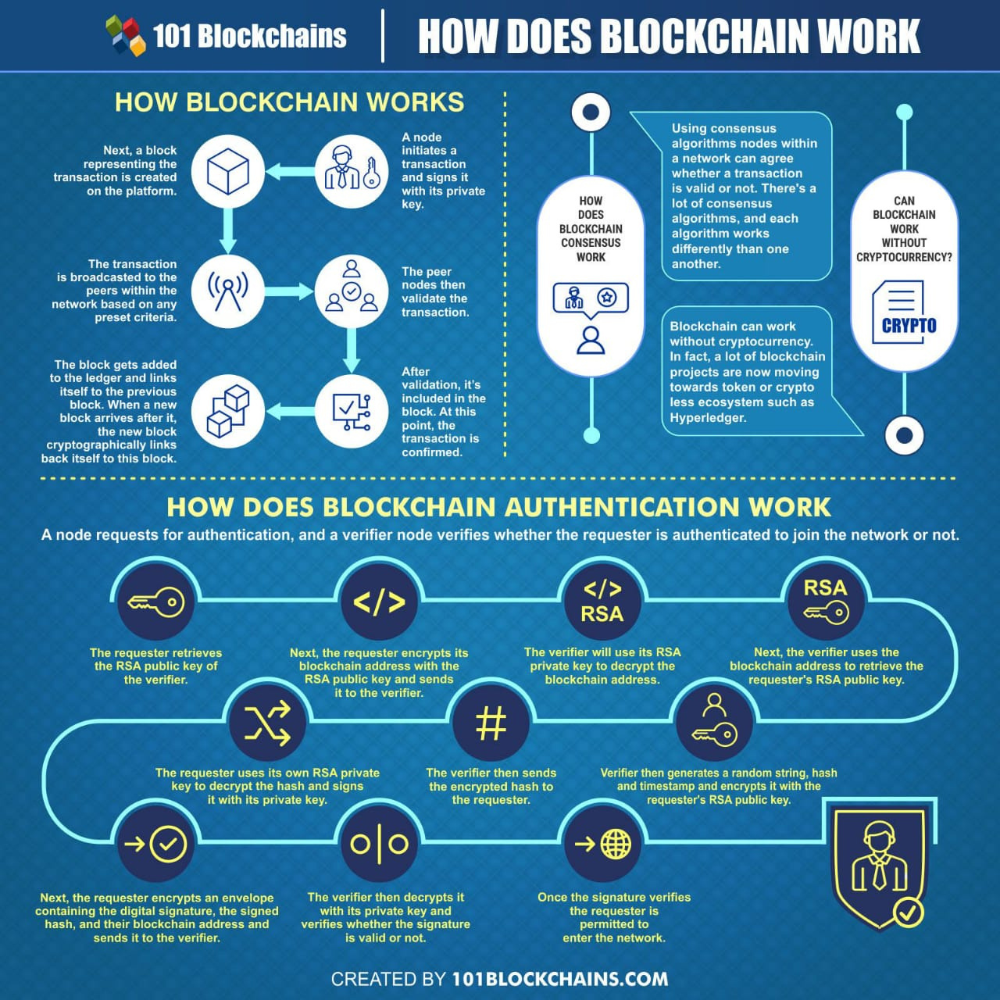 101 Blockchains
HOW DOES BLOCKCHAIN WORK
HOW BLOCKCHAIN WORKS
A node
initiates a
transaction
and signs it
with its private
key.
Next, a block
representing the
transaction is created
on the platform.
The transaction
is broadcasted to the
peers within the
network based on any
preset criteria.
The peer
nodes then
validate the
transaction.
After
validation, it's
included in the
block. At this
point, the
transaction is
confirmed.
The block gets added
to the ledger and links
itself to the previous
block. When a new
block arrives after it,
the new block
cryptographically links
back itself to this block.
HOW
DOES
BLOCKCHAIN
CONSENSUS
WORK
Using consensus
algorithms nodes within
a network can agree
whether a transaction
is valid or not. There's a
lot of consensus
algorithms, and each
algorithm works
differently than one
another.
CAN
BLOCKCHAIN
WORK
WITHOUT
CRYPTOCURRENCY?
CRYPTO
Blockchain can work
without cryptocurrency.
In fact, a lot of blockchain
projects are now moving
towards token or crypto
less ecosystem such as
Hyperledger.
HOW DOES BLOCKCHAIN AUTHENTICATION WORK
A node requests for authentication, and a verifier node verifies whether the requester is authenticated to join the network or not.
The requester retrieves
the RSA public key of
the verifier.
</>
Next, the requester encrypts its
blockchain address with the
RSA public key and sends
it to the verifier.
</>
RSA
The verifier will use its RSA
private key to decrypt the
blockchain address.
RSA
Next, the verifier uses the
blockchain address to retrieve the
requester's RSA public key.
Verifier then generates a random string, hash
and timestamp and encrypts it with the
requester's RSA public key.
#
The verifier then sends
the encrypted hash to
the requester.
The requester uses its own RSA private
key to decrypt the hash and signs
it with its private key.
Next, the requester encrypts an envelope
containing the digital signature, the signed
hash, and their blockchain address and
sends it to the verifier.
The verifier then decrypts it
with its private key and
verifies whether the signature
is valid or not.
Once the signature verifies
the requester is
permitted to
enter the network.
CREATED BY 101BLOCKCHAINS.COM